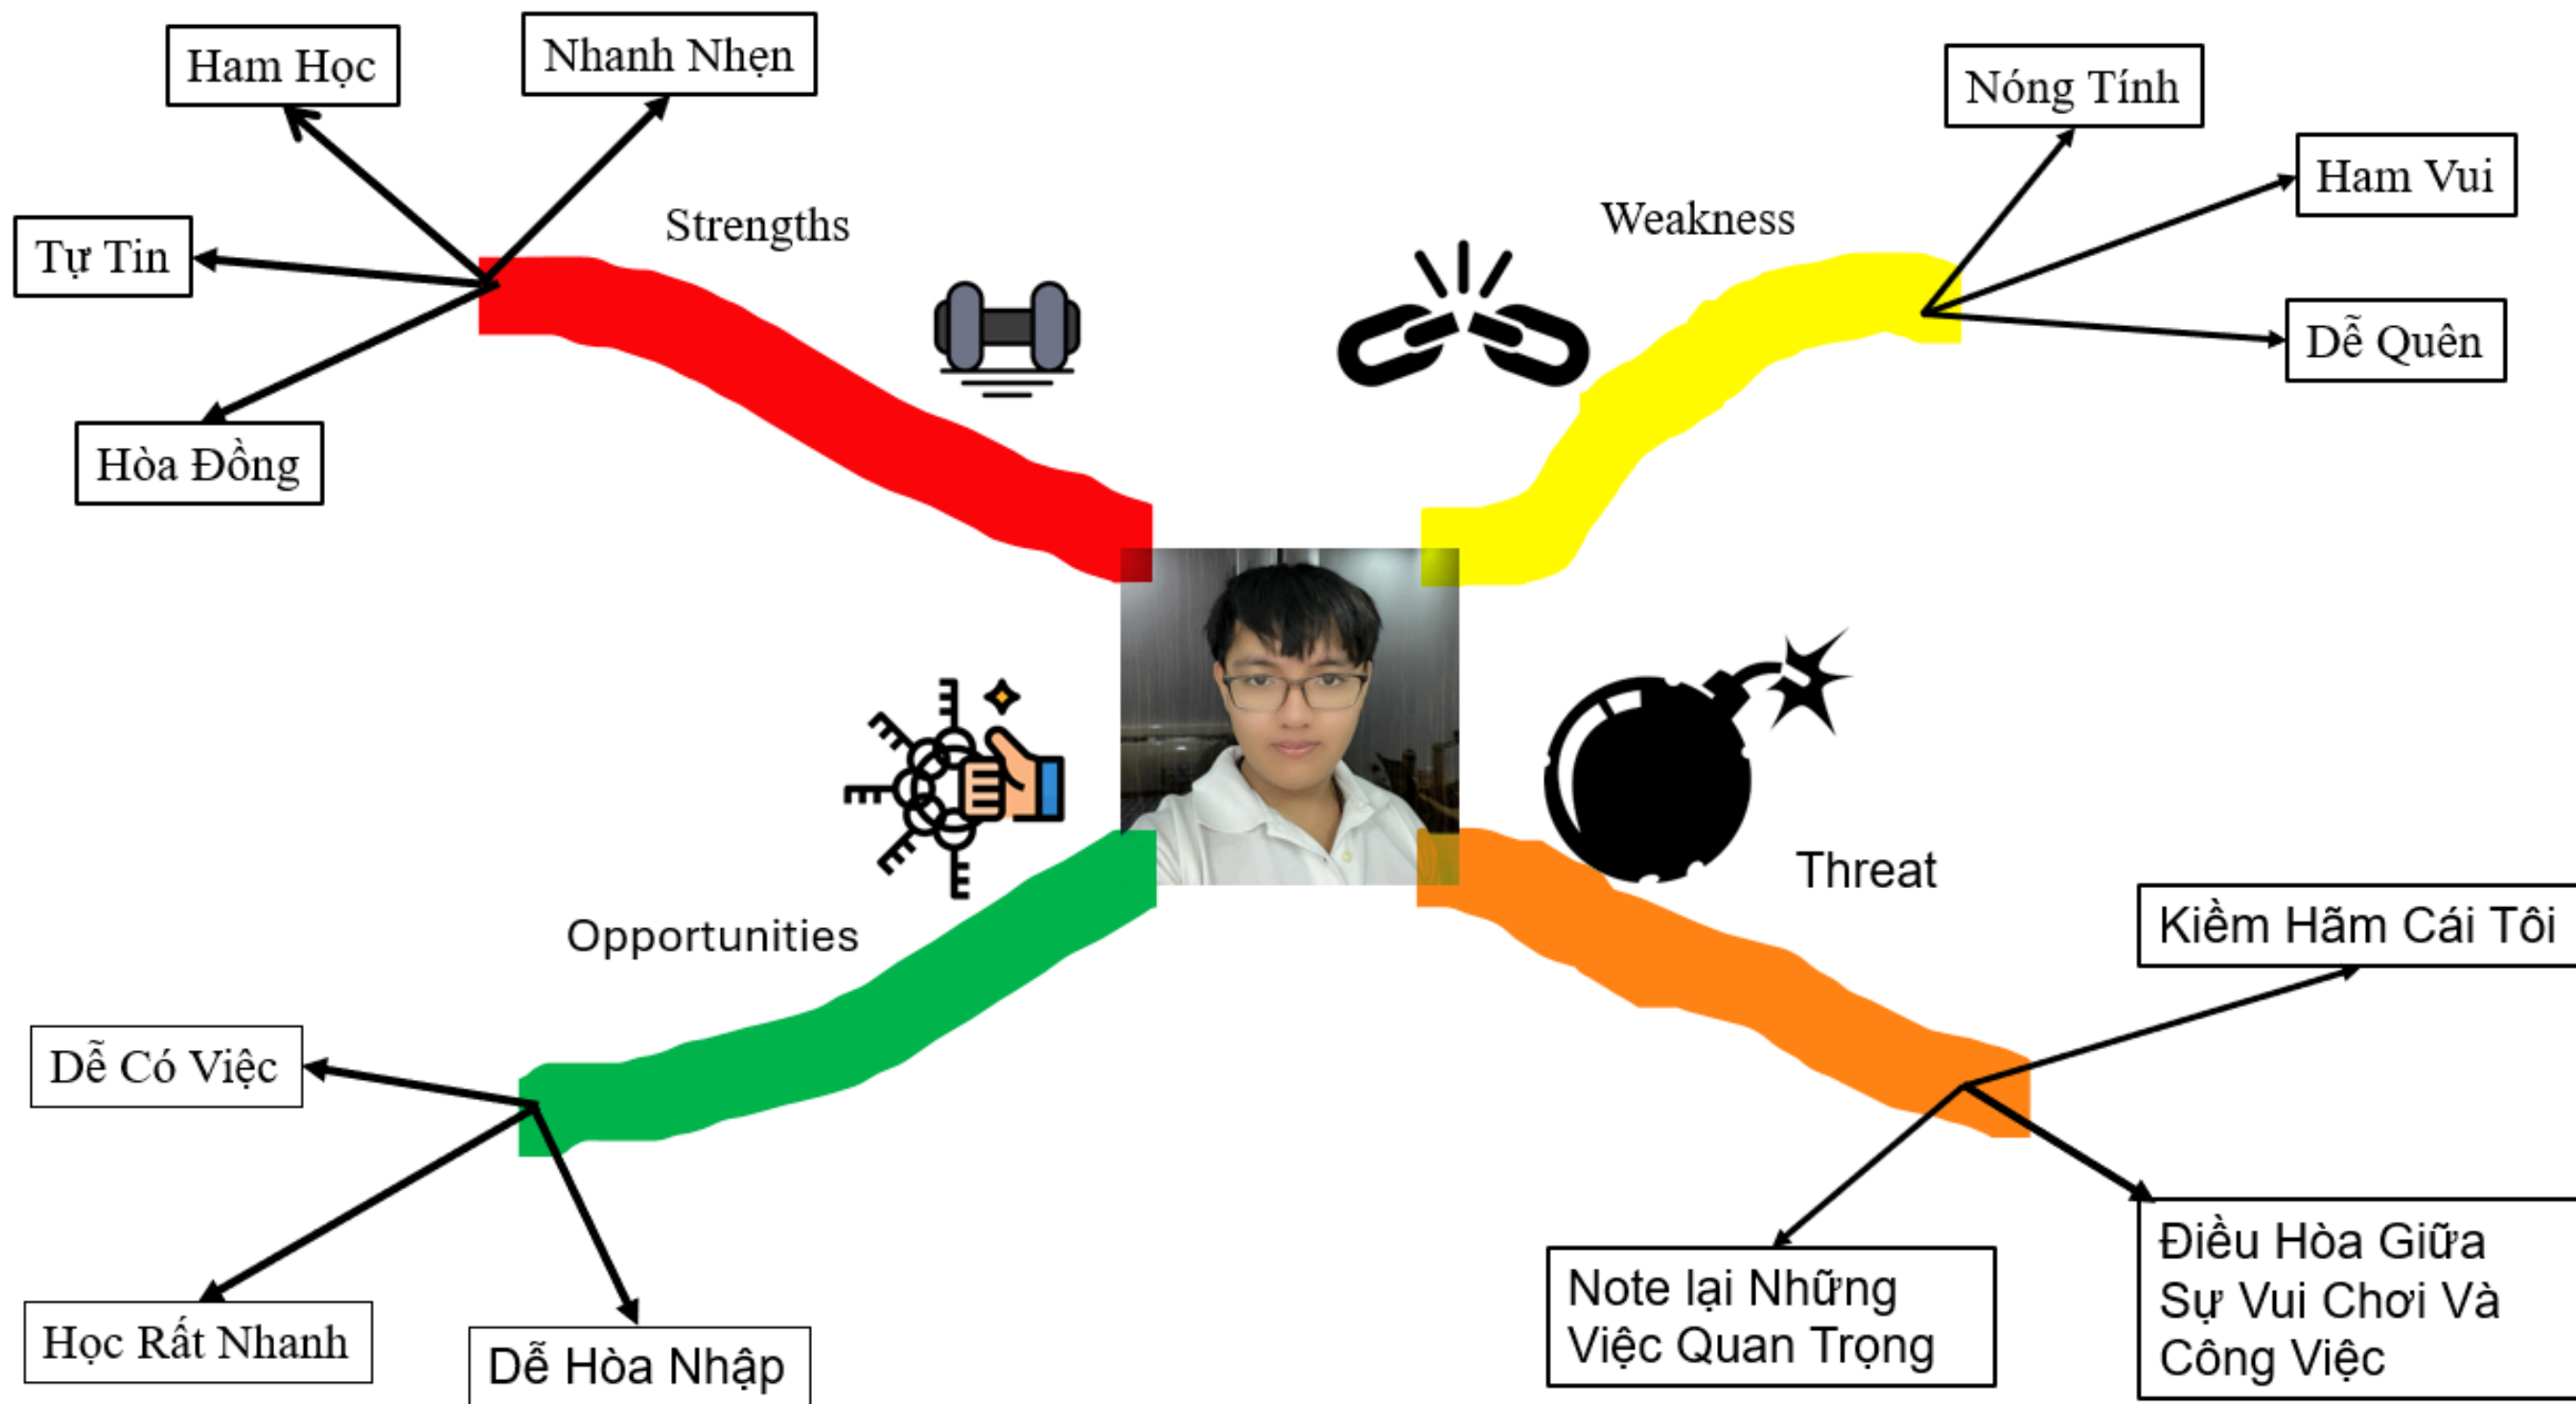 Strengths
Ham Học
Nhanh Nhẹn
Tự Tin
Hòa Đồng
Weakness
Nóng Tính
Ham Vui
Dễ Quên
Opportunities
Dễ Có Việc
Học Rất Nhanh
Dễ Hòa Nhập
Threat
Kiềm Hãm Cái Tôi
Note lại Những
Việc Quan Trọng
Điều Hòa Giữa
Sự Vui Chơi Và
Công Việc